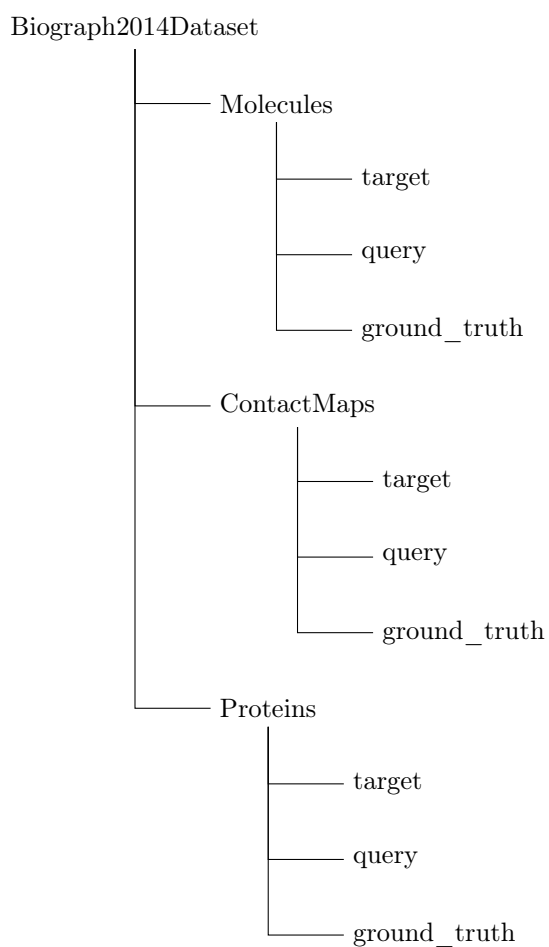 Biograph2014Dataset
Molecules
target
query
ground_truth
ContactMaps
target
query
ground_truth
Proteins
target
query
ground_truth